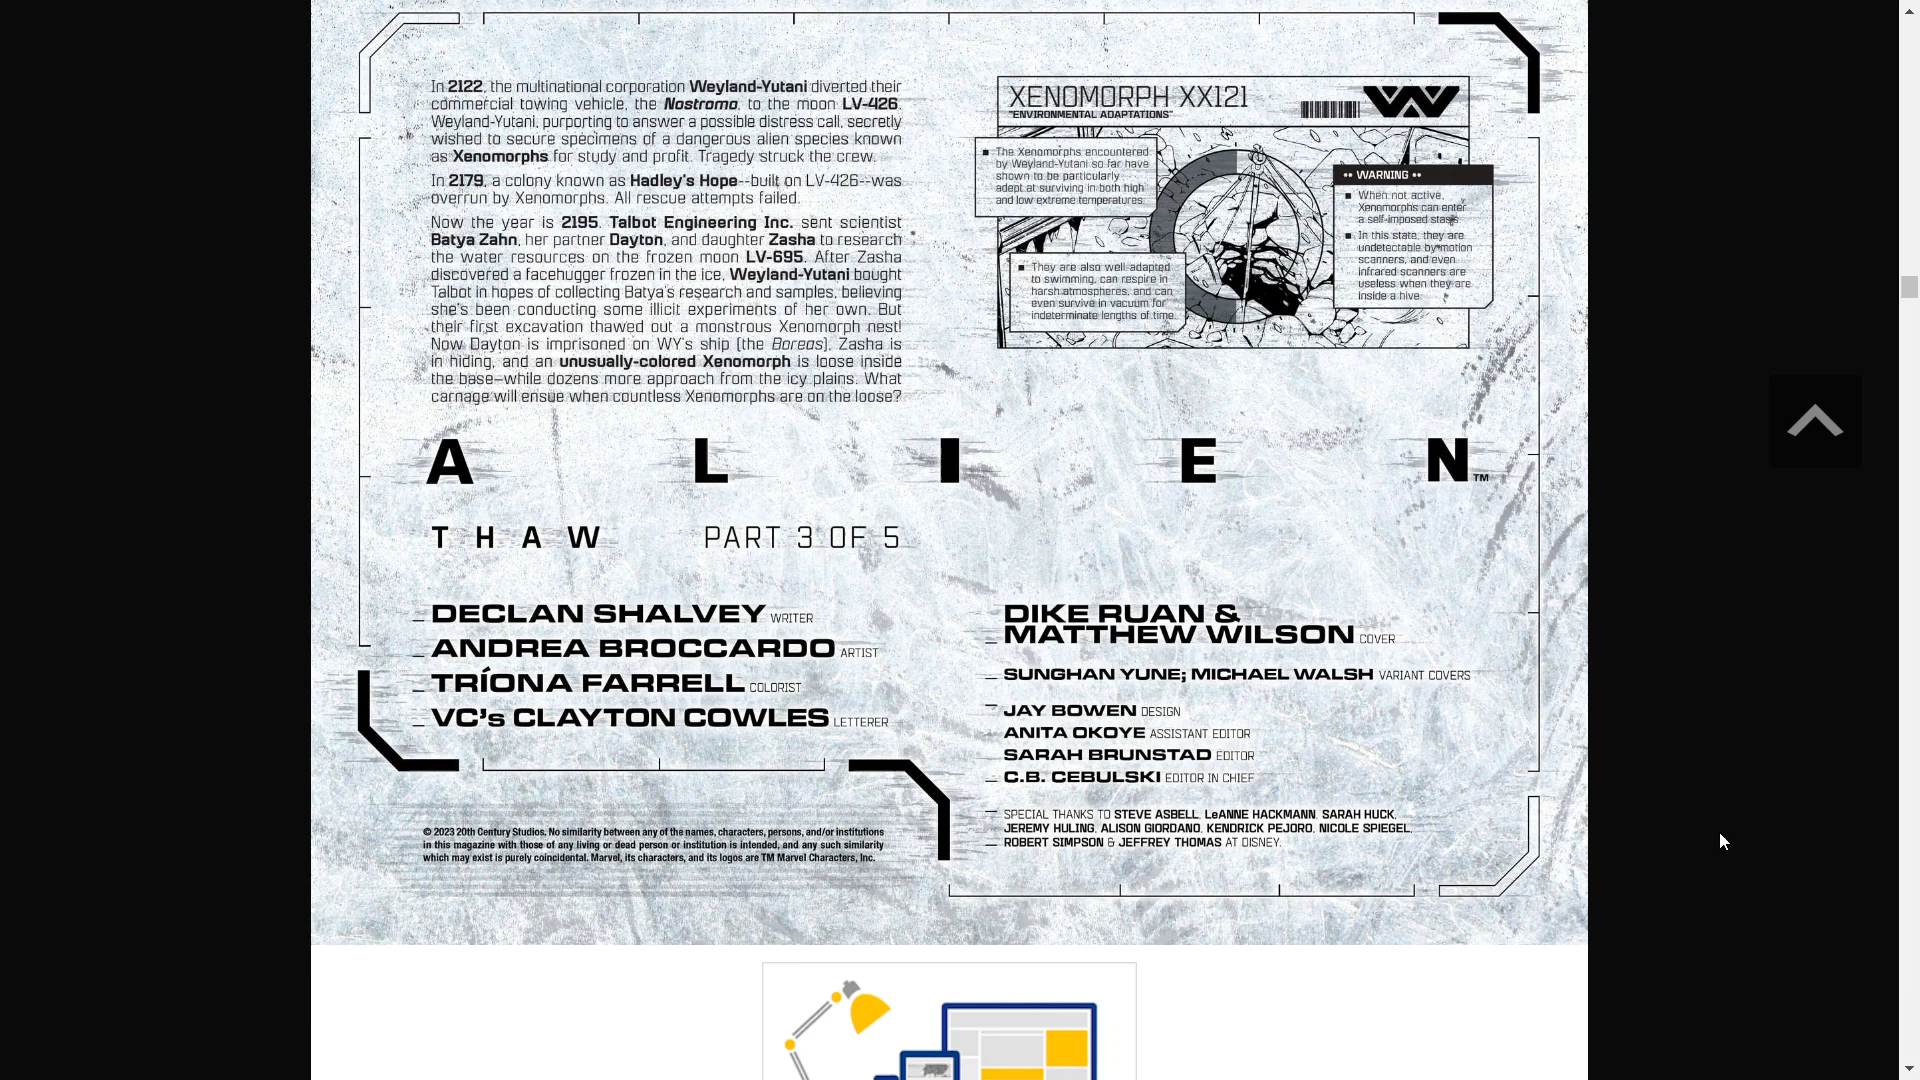 In 2122, the multinational corporation Weyland-Yutani diverted their
commercial towing vehicle, the Nostromo, to the moon LV-426.
Weyland-Yutani, purporting to answer a possible distress call, secretly
wished to secure specimens of a dangerous alien species known
as Xenomorphs for study and profit. Tragedy struck the crew.
In 2179, a colony known as Hadley's Hope--built on LV-426--was
overrun by Xenomorphs. All rescue attempts failed.
Now the year is 2195. Talbot Engineering Inc. sent scientist
Batya Zahn, her partner Dayton, and daughter Zasha to research
the water resources on the frozen moon LV-695. After Zasha
discovered a facehugger frozen in the ice, Weyland-Yutani bought
Talbot in hopes of collecting Batya's research and samples, believing
she's been conducting some illicit experiments of her own. But
their first excavation thawed out a monstrous Xenomorph nest!
Now Dayton is imprisoned on WY's ship (the Boreas), Zasha is
in hiding, and an unusually-colored Xenomorph is loose inside
the base—while dozens more approach from the icy plains. What
carnage will ensue when countless Xenomorphs are on the loose?
XENOMORPH XX121
"ENVIRONMENTAL ADAPTATIONS"
■ The Xenomorphs encountered
by Weyland-Yutani so far have
shown to be particularly
adept at surviving in both high
and low extreme temperatures.
■ They are also well-adapted
to swimming, can respire in
harsh atmospheres, and can
even survive in vacuum for
indeterminate lengths of time.
•• WARNING ••
■ When not active,
Xenomorphs can enter
a self-imposed stasis.
■ In this state, they are
undetectable by motion
scanners, and even
infrared scanners are
useless when they are
inside a hive.
A L I E N ™
THAW PART 3 OF 5
DECLAN SHALVEY WRITER
ANDREA BROCCARDO ARTIST
TRÍONA FARRELL COLORIST
VC's CLAYTON COWLES LETTERER
DIKE RUAN &
MATTHEW WILSON COVER
SUNGHAN YUNE; MICHAEL WALSH VARIANT COVERS
JAY BOWEN DESIGN
ANITA OKOYE ASSISTANT EDITOR
SARAH BRUNSTAD EDITOR
C.B. CEBULSKI EDITOR IN CHIEF
SPECIAL THANKS TO STEVE ASBELL, LeANNE HACKMANN, SARAH HUCK,
JEREMY HULING, ALISON GIORDANO, KENDRICK PEJORO, NICOLE SPIEGEL,
ROBERT SIMPSON & JEFFREY THOMAS AT DISNEY.
© 2023 20th Century Studios. No similarity between any of the names, characters, persons, and/or institutions
in this magazine with those of any living or dead person or institution is intended, and any such similarity
which may exist is purely coincidental. Marvel, its characters, and its logos are TM Marvel Characters, Inc.